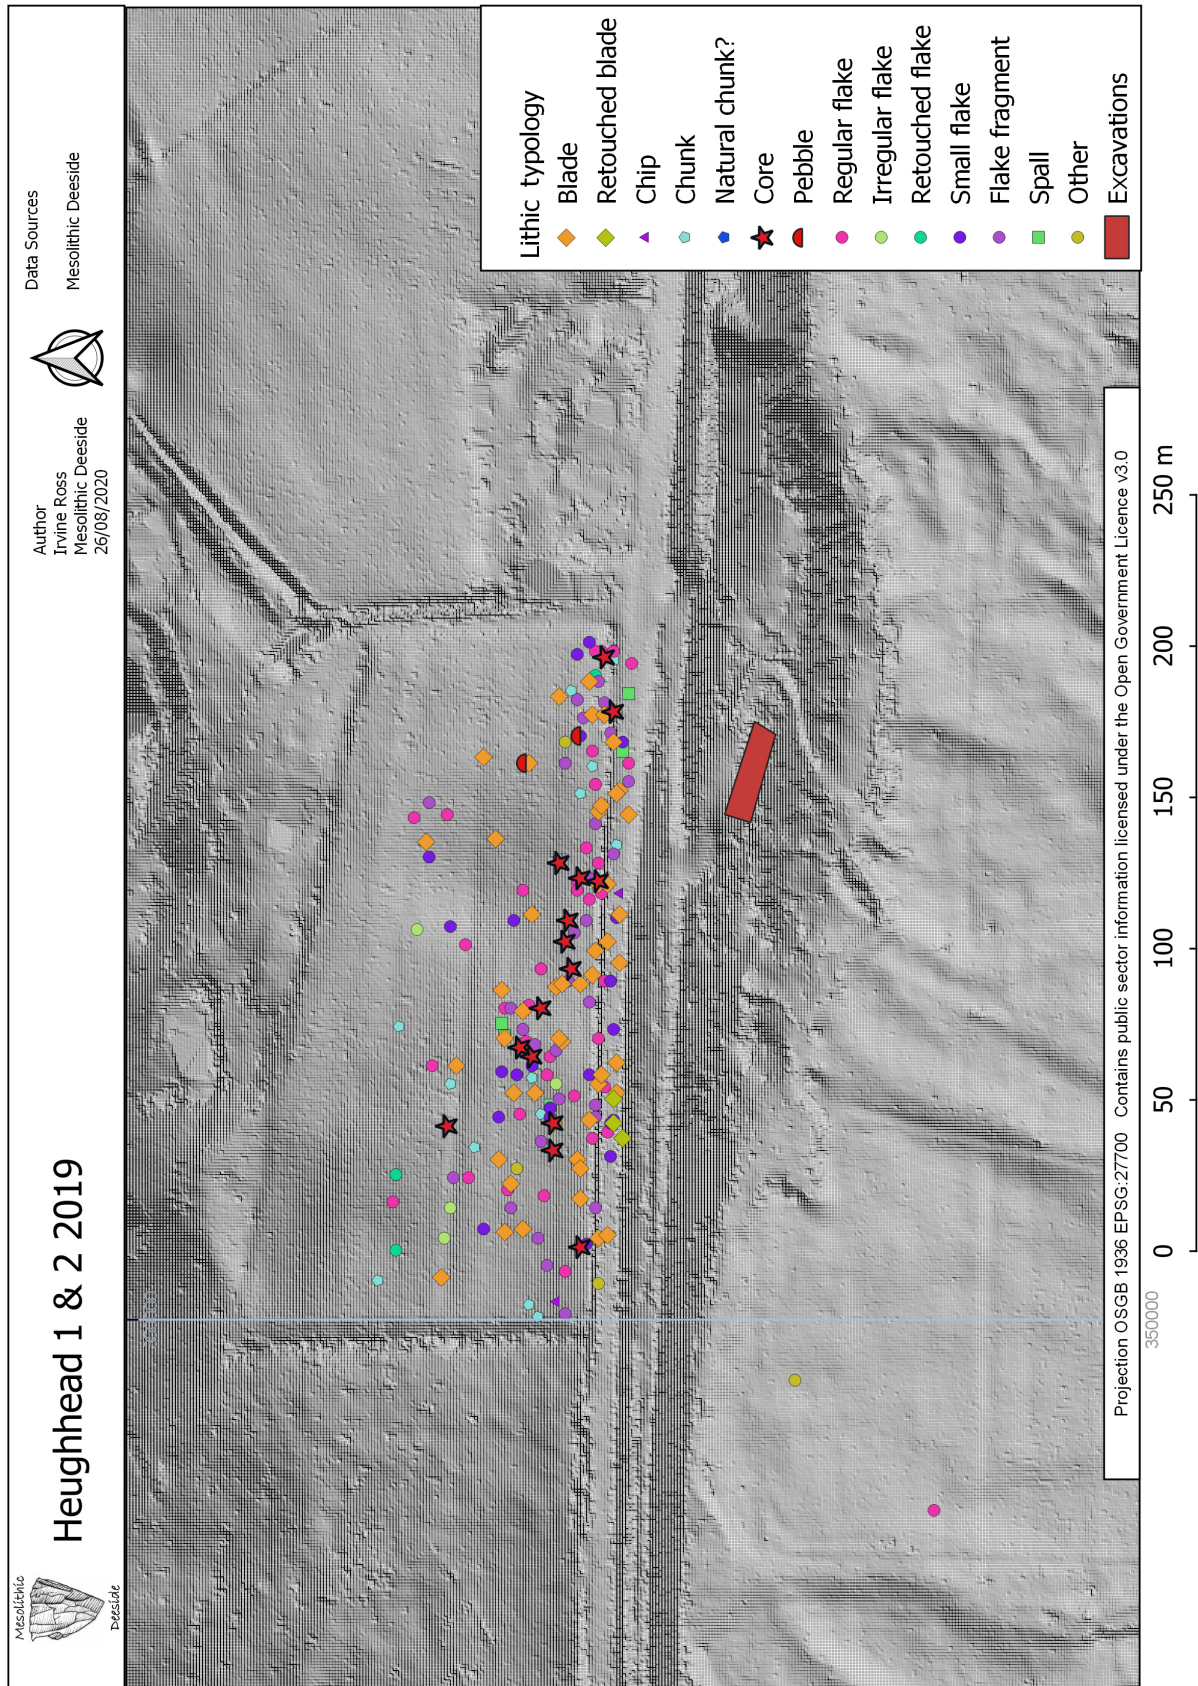 Mesolithic
Deeside
Heughhead 1 & 2 2019
Author
Irvine Ross
Mesolithic Deeside
26/08/2020
Data Sources
Mesolithic Deeside
Lithic typology
Blade
Retouched blade
Chip
Chunk
Natural chunk?
Core
Pebble
Regular flake
Irregular flake
Retouched flake
Small flake
Flake fragment
Spall
Other
Excavations
Projection OSGB 1936 EPSG:27700 Contains public sector information licensed under the Open Government Licence v3.0
350000
0 50 100 150 200 250 m